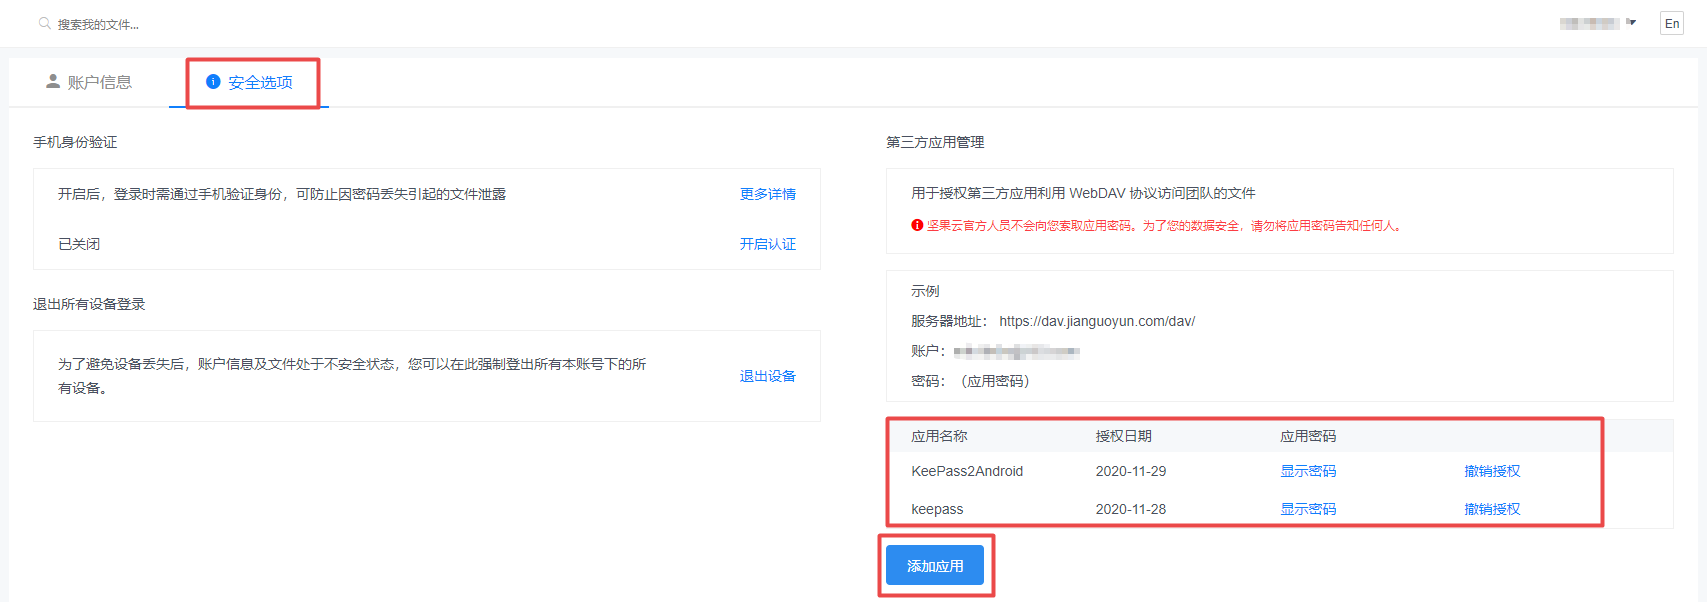 搜索我的文件...
En
账户信息
安全选项
手机身份验证
开启后，登录时需通过手机验证身份，可防止因密码丢失引起的文件泄露
更多详情
已关闭
开启认证
退出所有设备登录
为了避免设备丢失后，账户信息及文件处于不安全状态，您可以在此强制登出所有本账号下的所
有设备。
退出设备
第三方应用管理
用于授权第三方应用利用 WebDAV 协议访问团队的文件
坚果云官方人员不会向您索取应用密码。为了您的数据安全，请勿将应用密码告知任何人。
示例
服务器地址： https://dav.jianguoyun.com/dav/
账户：
密码：（应用密码）
应用名称 授权日期 应用密码
KeePass2Android 2020-11-29 显示密码 撤销授权
keepass 2020-11-28 显示密码 撤销授权
添加应用